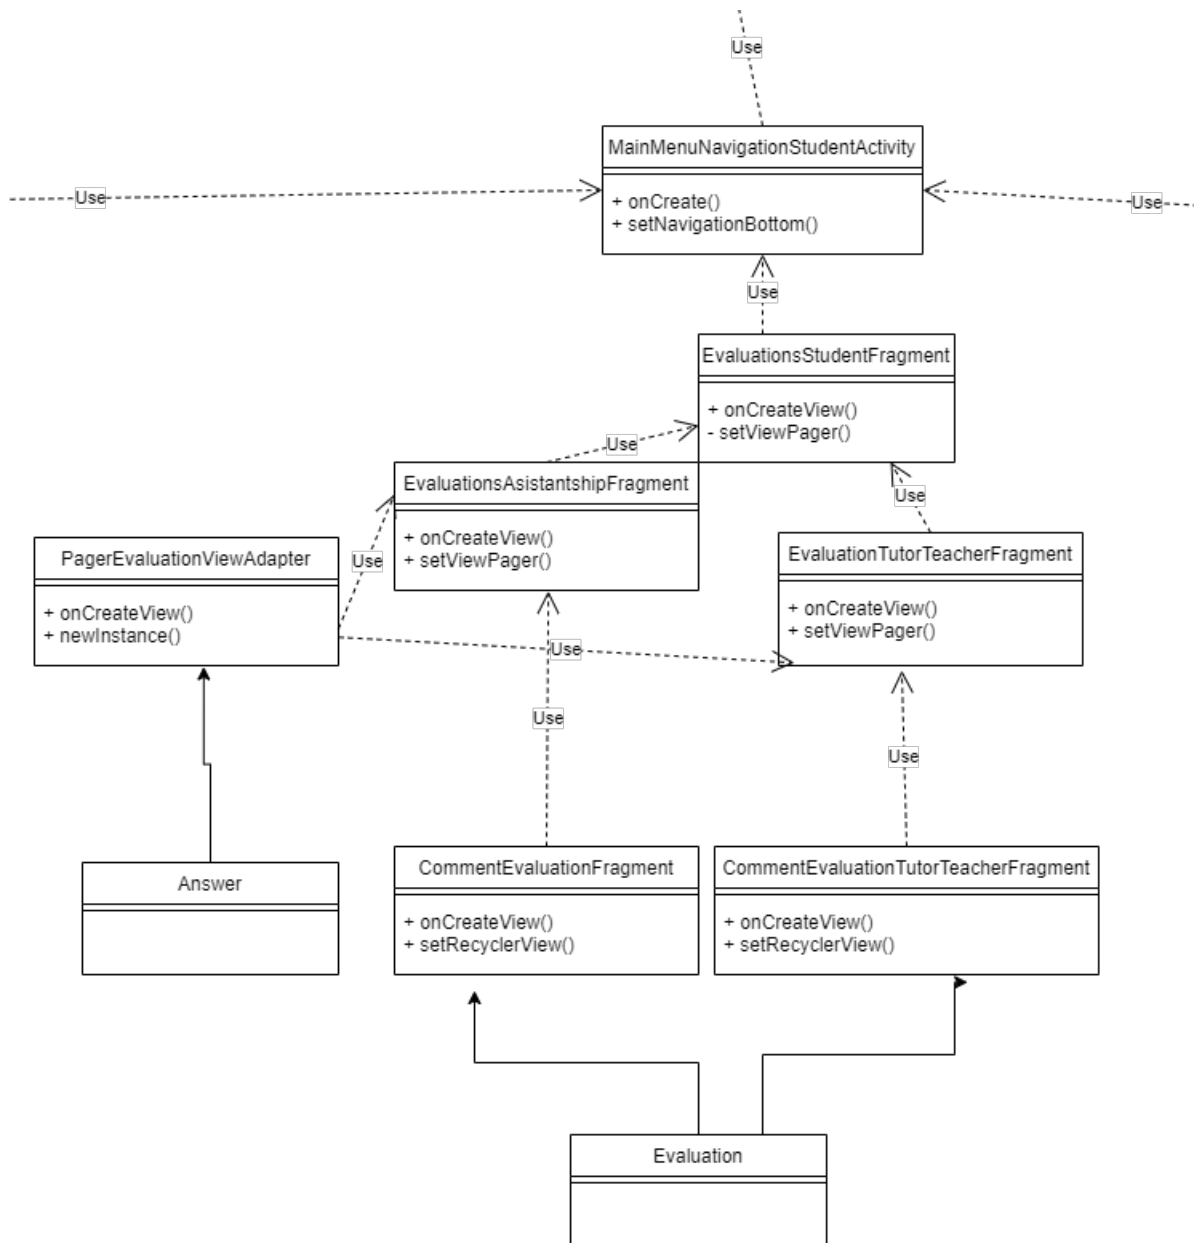 Use
MainMenuNavigationStudentActivity
Use
+ onCreate()
+ setNavigationBottom()
Use
Use
EvaluationsStudentFragment
+ onCreateView()
- setViewPager()
Use
EvaluationsAsistantshipFragment
+ onCreateView()
+ setViewPager()
Use
EvaluationTutorTeacherFragment
+ onCreateView()
+ setViewPager()
Use
PagerEvaluationViewAdapter
+ onCreateView()
+ newInstance()
Use
Use
Use
Answer
CommentEvaluationFragment
+ onCreateView()
+ setRecyclerView()
CommentEvaluationTutorTeacherFragment
+ onCreateView()
+ setRecyclerView()
Evaluation